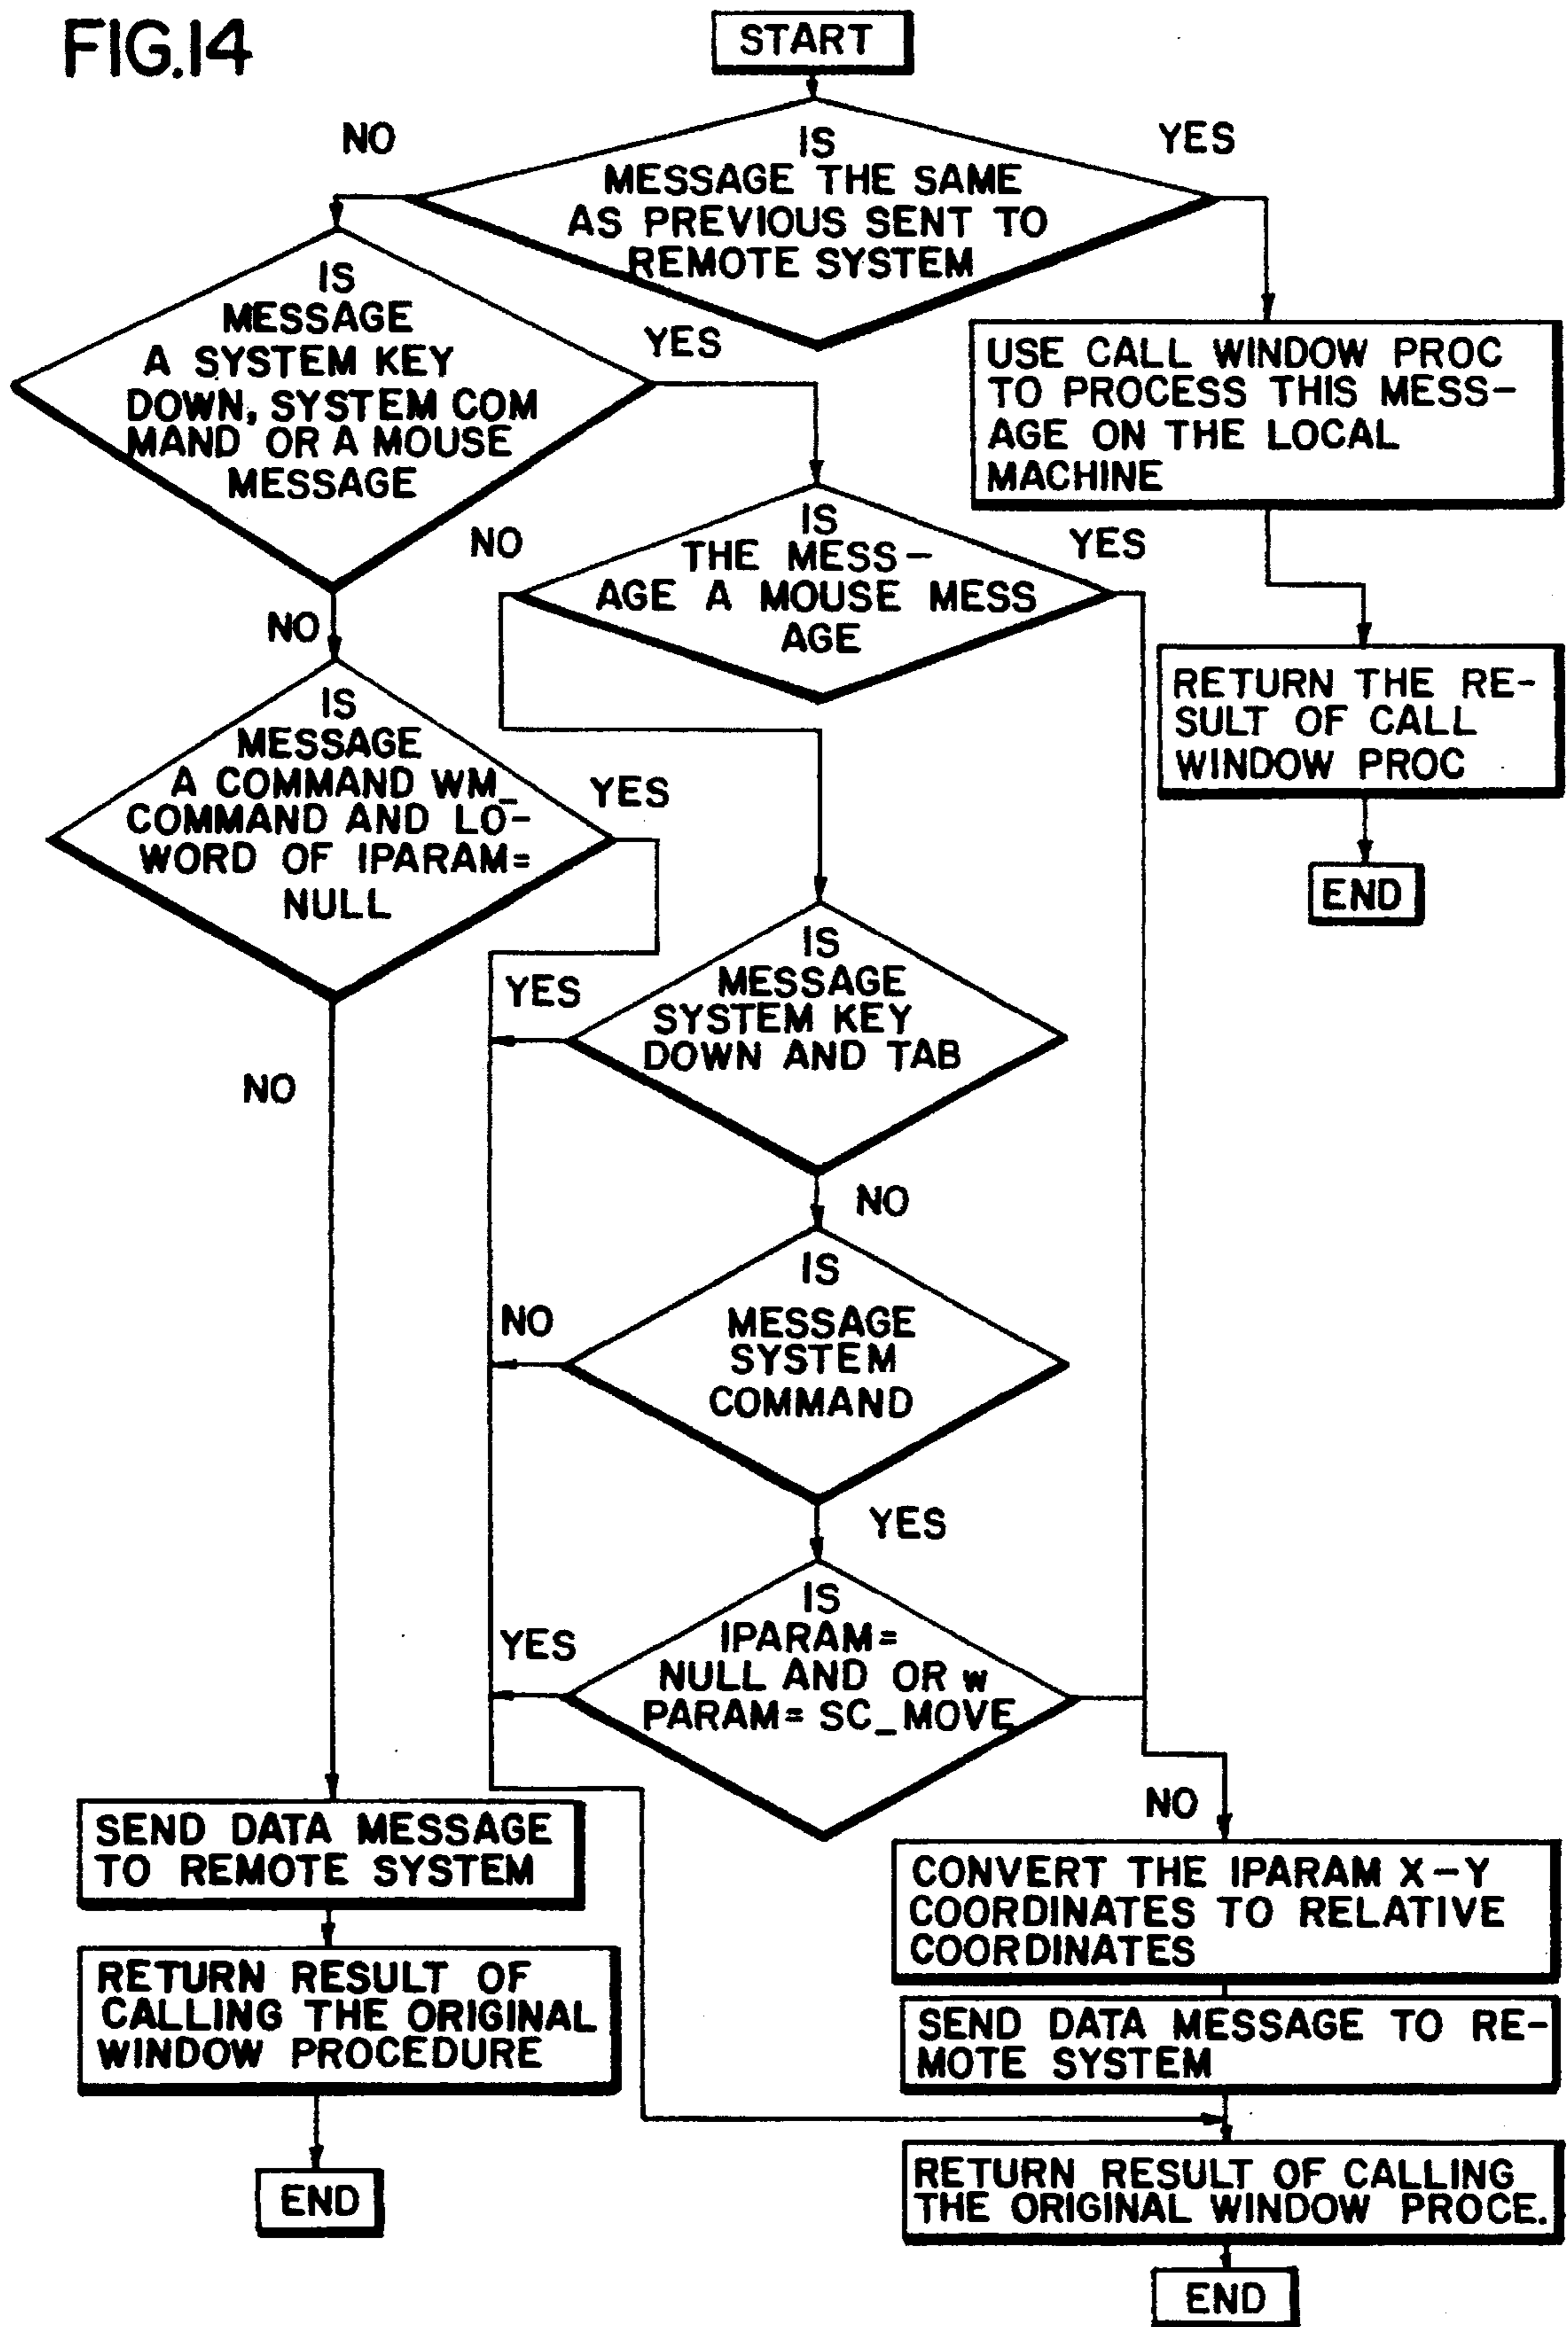 FIG.14
START
NO
YES
IS
MESSAGE THE SAME
AS PREVIOUS SENT TO
REMOTE SYSTEM
IS
MESSAGE
A SYSTEM KEY
DOWN, SYSTEM COM
MAND OR A MOUSE
MESSAGE
YES
NO
USE CALL WINDOW PROC
TO PROCESS THIS MESS-
AGE ON THE LOCAL
MACHINE
RETURN THE RE-
SULT OF CALL
WINDOW PROC
END
NO
YES
IS
THE MESS-
AGE A MOUSE MESS
AGE
IS
MESSAGE
A COMMAND WM_
COMMAND AND LO-
WORD OF IPARAM=
NULL
YES
NO
YES
IS
MESSAGE
SYSTEM KEY
DOWN AND TAB
NO
NO
IS
MESSAGE
SYSTEM
COMMAND
YES
YES
IS
IPARAM=
NULL AND OR w
PARAM= SC_MOVE
NO
SEND DATA MESSAGE
TO REMOTE SYSTEM
RETURN RESULT OF
CALLING THE ORIGINAL
WINDOW PROCEDURE
END
CONVERT THE IPARAM X-Y
COORDINATES TO RELATIVE
COORDINATES
SEND DATA MESSAGE TO RE-
MOTE SYSTEM
RETURN RESULT OF CALLING
THE ORIGINAL WINDOW PROCE.
END